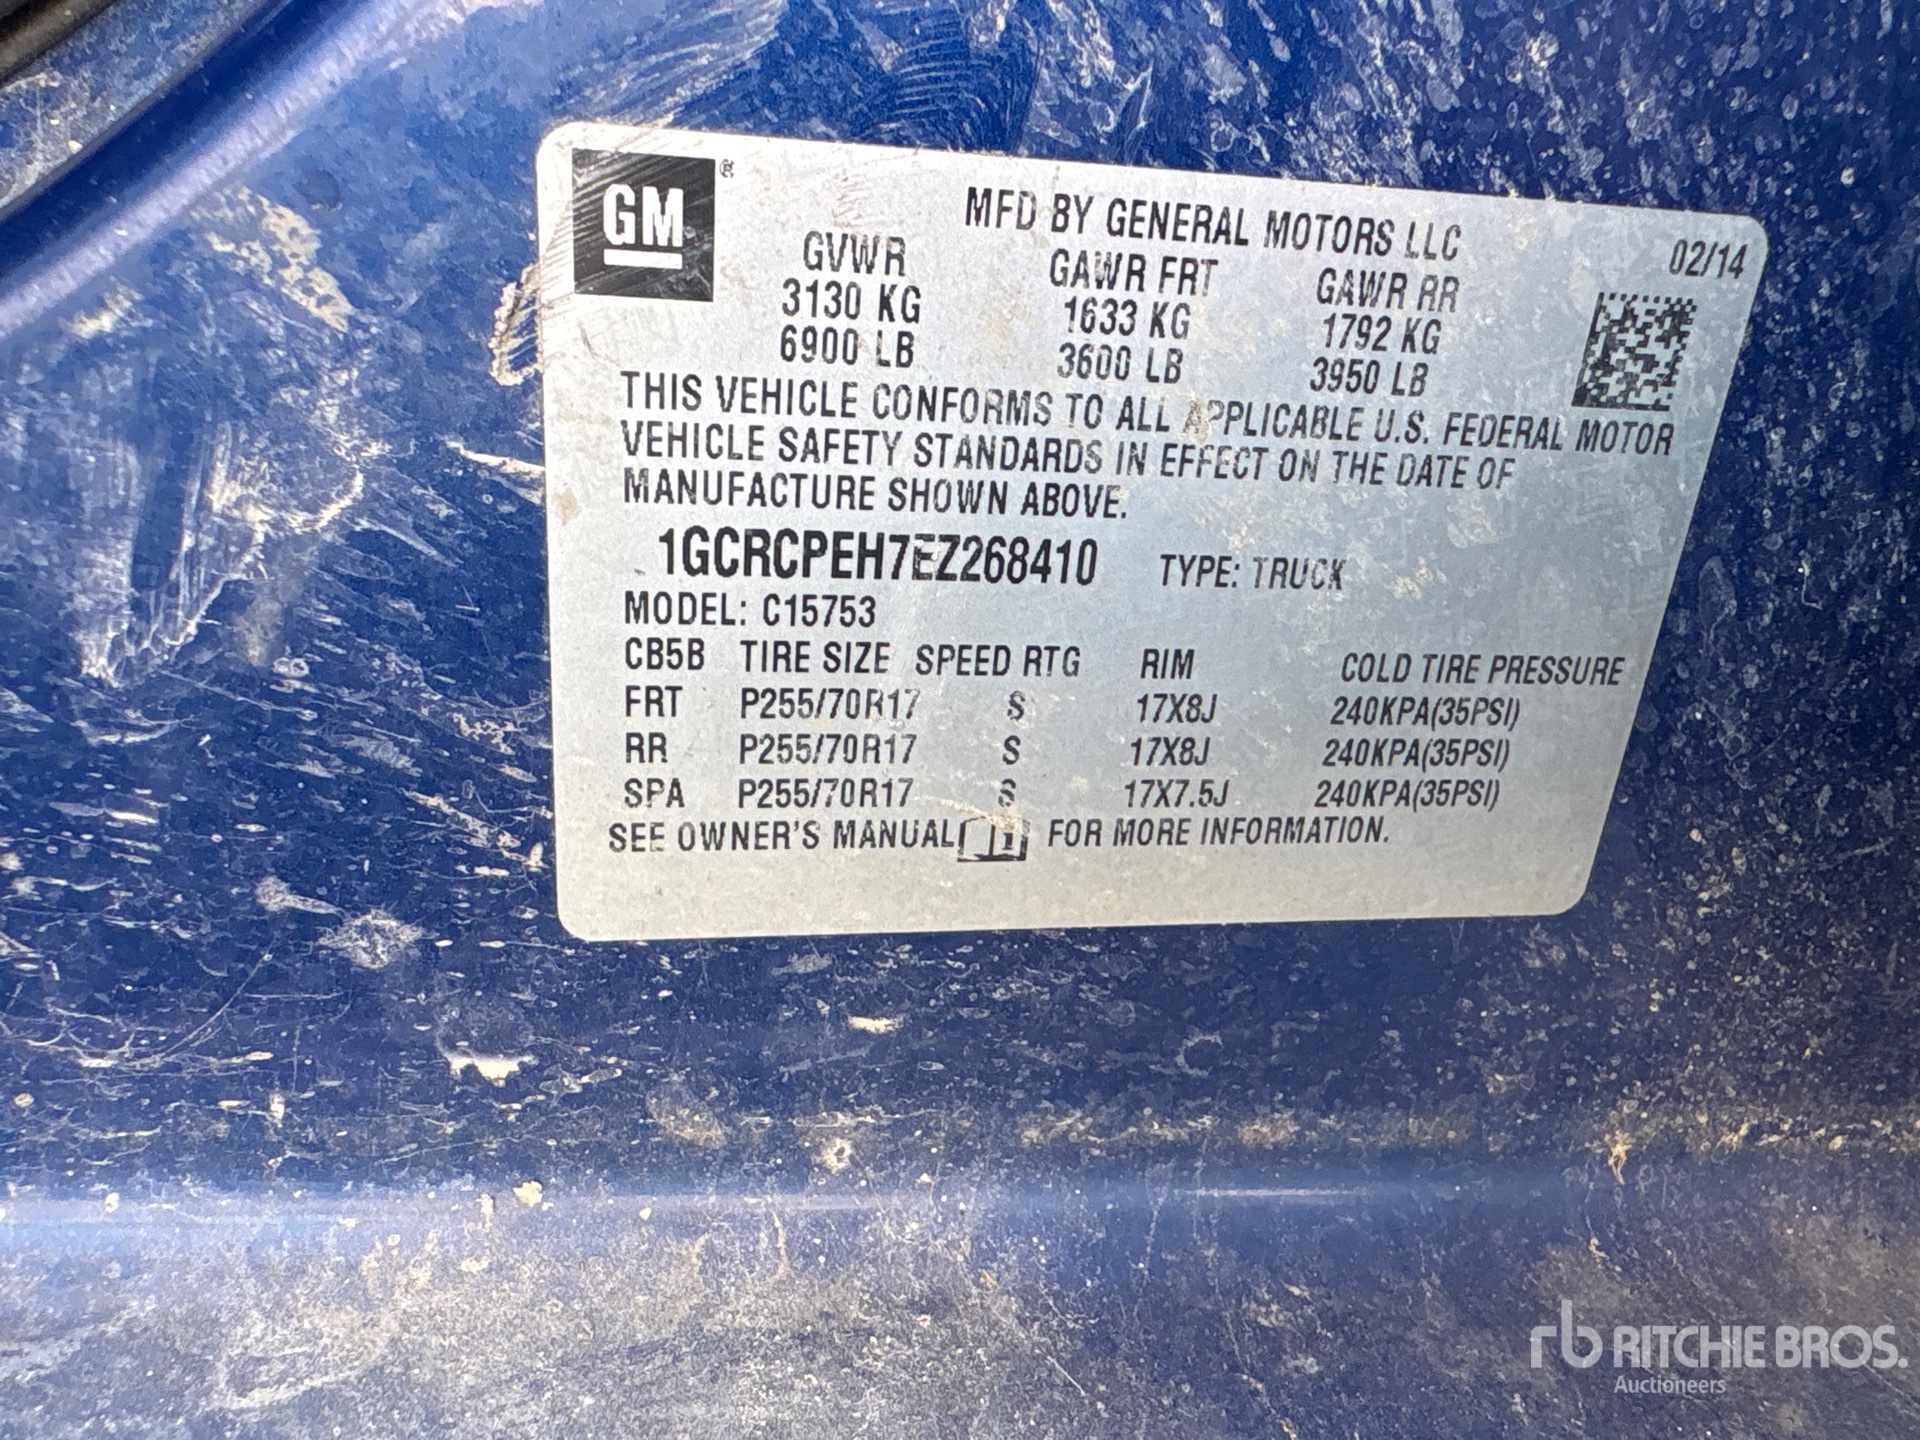 GM®
MFD BY GENERAL MOTORS LLC 02/14
GVWR GAWR FRT GAWR RR
3130 KG 1633 KG 1792 KG
6900 LB 3600 LB 3950 LB
THIS VEHICLE CONFORMS TO ALL APPLICABLE U.S. FEDERAL MOTOR
VEHICLE SAFETY STANDARDS IN EFFECT ON THE DATE OF
MANUFACTURE SHOWN ABOVE.
1GCRCPEH7EZ268410 TYPE: TRUCK
MODEL: C15753
CB5B TIRE SIZE SPEED RTG RIM COLD TIRE PRESSURE
FRT P255/70R17 S 17X8J 240KPA(35PSI)
RR P255/70R17 S 17X8J 240KPA(35PSI)
SPA P255/70R17 S 17X7.5J 240KPA(35PSI)
SEE OWNER'S MANUAL i FOR MORE INFORMATION.
rb RITCHIE BROS.
Auctioneers